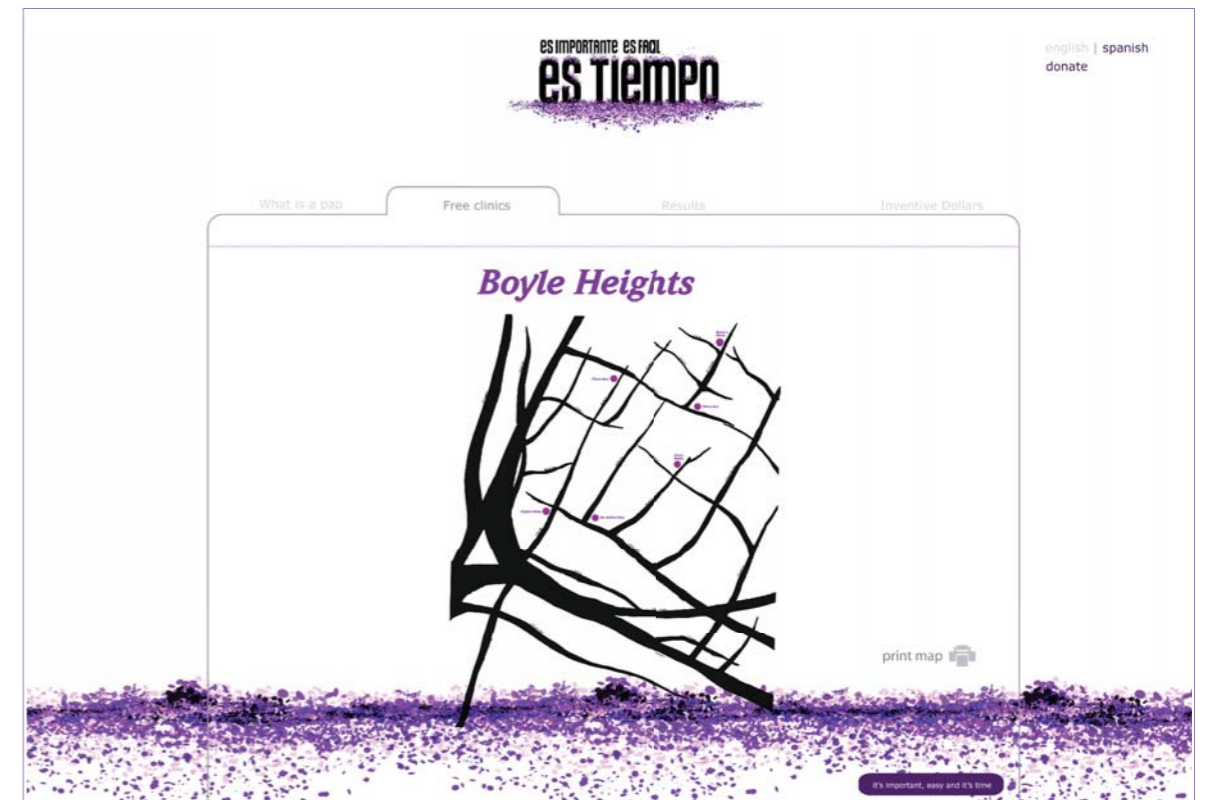 es IMPORTANTE es FACIL
es TIEMPO
english | spanish
donate
What is a pap
Free clinics
Results
Inventive Dollars
Boyle Heights
print map
it's important, easy and it's time